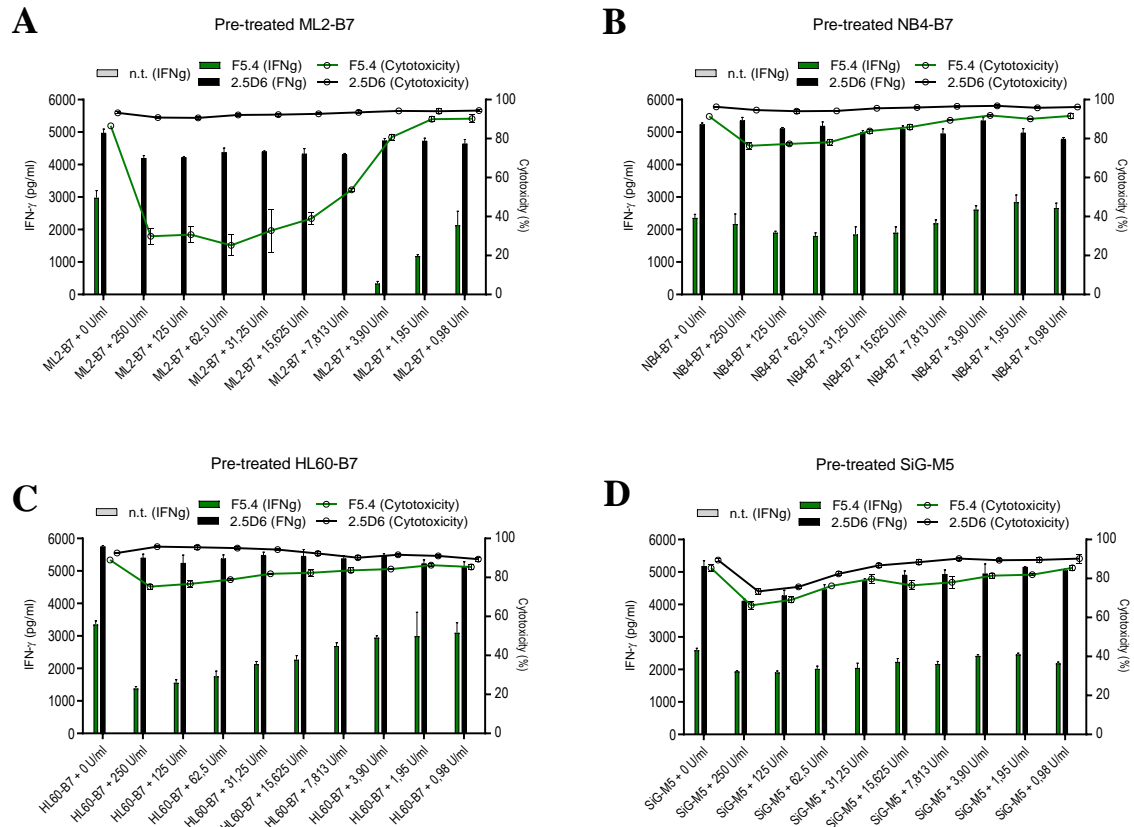 A
Pre-treated ML2-B7
n.t. (IFNg)
F5.4 (IFNg)
F5.4 (Cytotoxicity)
2.5D6 (FNg)
2.5D6 (Cytotoxicity)
6000
5000
4000
3000
2000
1000
0
IFN-γ (pg/ml)
100
80
60
40
20
0
Cytotoxicity (%)
ML2-B7 + 0 U/ml
ML2-B7 + 250 U/ml
ML2-B7 + 125 U/ml
ML2-B7 + 62,5 U/ml
ML2-B7 + 31,25 U/ml
ML2-B7 + 15,625 U/ml
ML2-B7 + 7,813 U/ml
ML2-B7 + 3,90 U/ml
ML2-B7 + 1,95 U/ml
ML2-B7 + 0,98 U/ml
B
Pre-treated NB4-B7
n.t. (IFNg)
F5.4 (IFNg)
F5.4 (Cytotoxicity)
2.5D6 (FNg)
2.5D6 (Cytotoxicity)
6000
5000
4000
3000
2000
1000
0
IFN-γ (pg/ml)
100
80
60
40
20
0
Cytotoxicity (%)
NB4-B7 + 0 U/ml
NB4-B7 + 250 U/ml
NB4-B7 + 125 U/ml
NB4-B7 + 62,5 U/ml
NB4-B7 + 31,25 U/ml
NB4-B7 + 15,625 U/ml
NB4-B7 + 7,813 U/ml
NB4-B7 + 3,90 U/ml
NB4-B7 + 1,95 U/ml
NB4-B7 + 0,98 U/ml
C
Pre-treated HL60-B7
n.t. (IFNg)
F5.4 (IFNg)
F5.4 (Cytotoxicity)
2.5D6 (FNg)
2.5D6 (Cytotoxicity)
6000
5000
4000
3000
2000
1000
0
IFN-γ (pg/ml)
100
80
60
40
20
0
Cytotoxicity (%)
HL60-B7 + 0 U/ml
HL60-B7 + 250 U/ml
HL60-B7 + 125 U/ml
HL60-B7 + 62,5 U/ml
HL60-B7 + 31,25 U/ml
HL60-B7 + 15,625 U/ml
HL60-B7 + 7,813 U/ml
HL60-B7 + 3,90 U/ml
HL60-B7 + 1,95 U/ml
HL60-B7 + 0,98 U/ml
D
Pre-treated SiG-M5
n.t. (IFNg)
F5.4 (IFNg)
F5.4 (Cytotoxicity)
2.5D6 (FNg)
2.5D6 (Cytotoxicity)
6000
5000
4000
3000
2000
1000
0
IFN-γ (pg/ml)
100
80
60
40
20
0
Cytotoxicity (%)
SiG-M5 + 0 U/ml
SiG-M5 + 250 U/ml
SiG-M5 + 125 U/ml
SiG-M5 + 62,5 U/ml
SiG-M5 + 31,25 U/ml
SiG-M5 + 15,625 U/ml
SiG-M5 + 7,813 U/ml
SiG-M5 + 3,90 U/ml
SiG-M5 + 1,95 U/ml
SiG-M5 + 0,98 U/ml